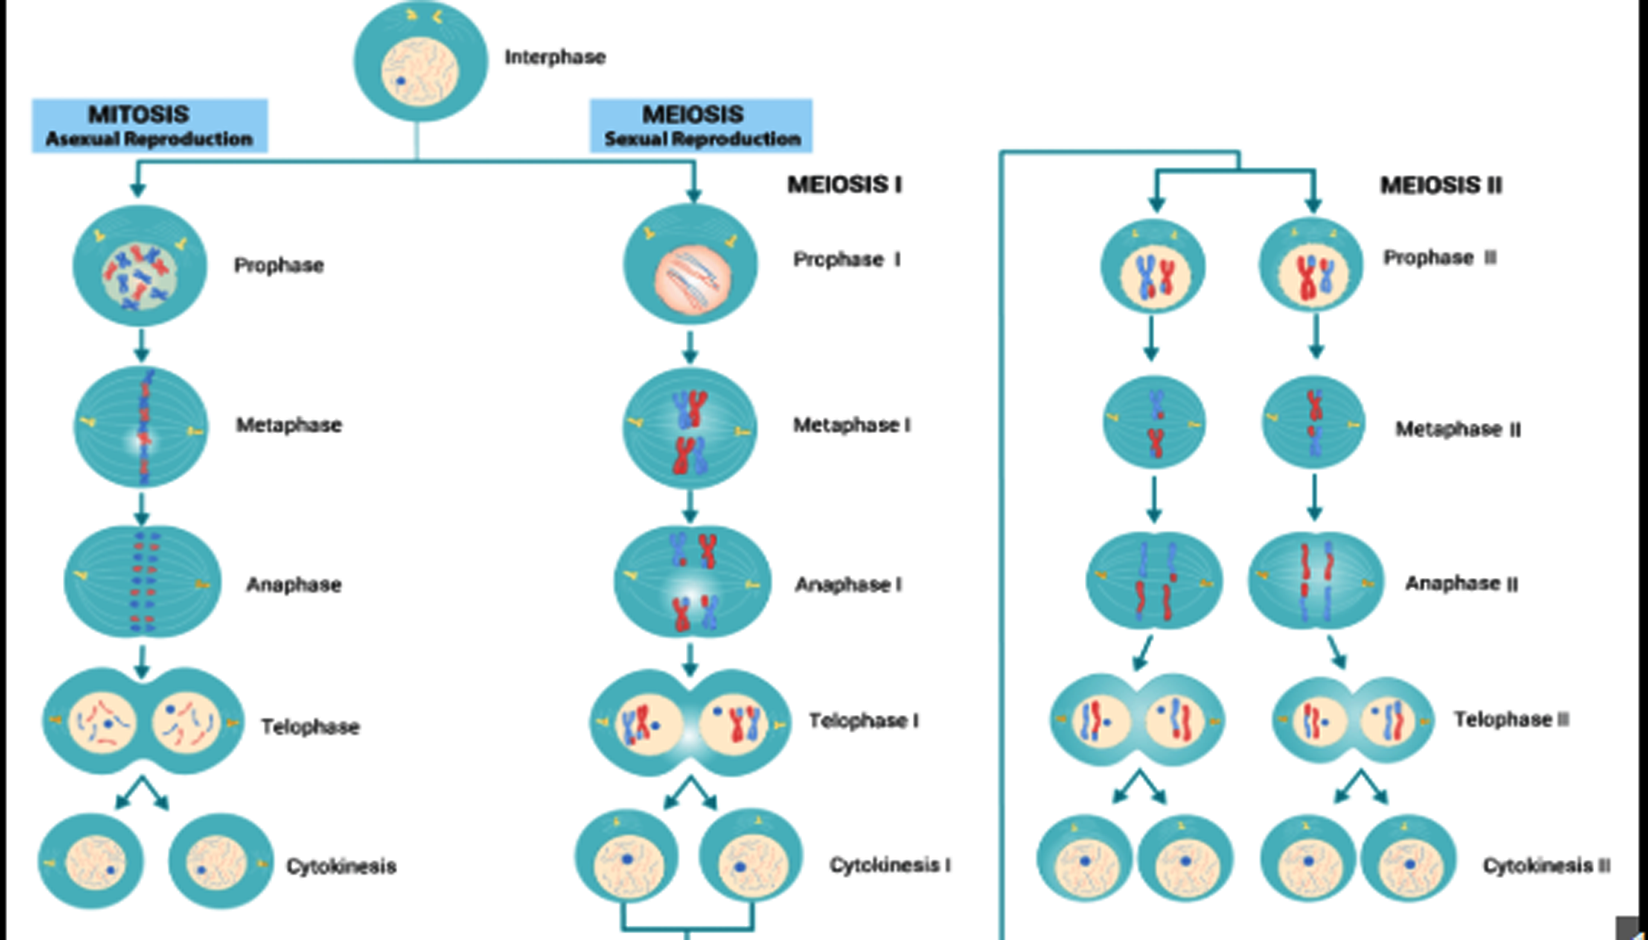 Interphase
MITOSIS
Asexual Reproduction
MEIOSIS
Sexual Reproduction
MEIOSIS I
MEIOSIS II
Prophase
Prophase I
Prophase II
Metaphase
Metaphase I
Metaphase II
Anaphase
Anaphase I
Anaphase II
Telophase
Telophase I
Telophase II
Cytokinesis
Cytokinesis I
Cytokinesis II